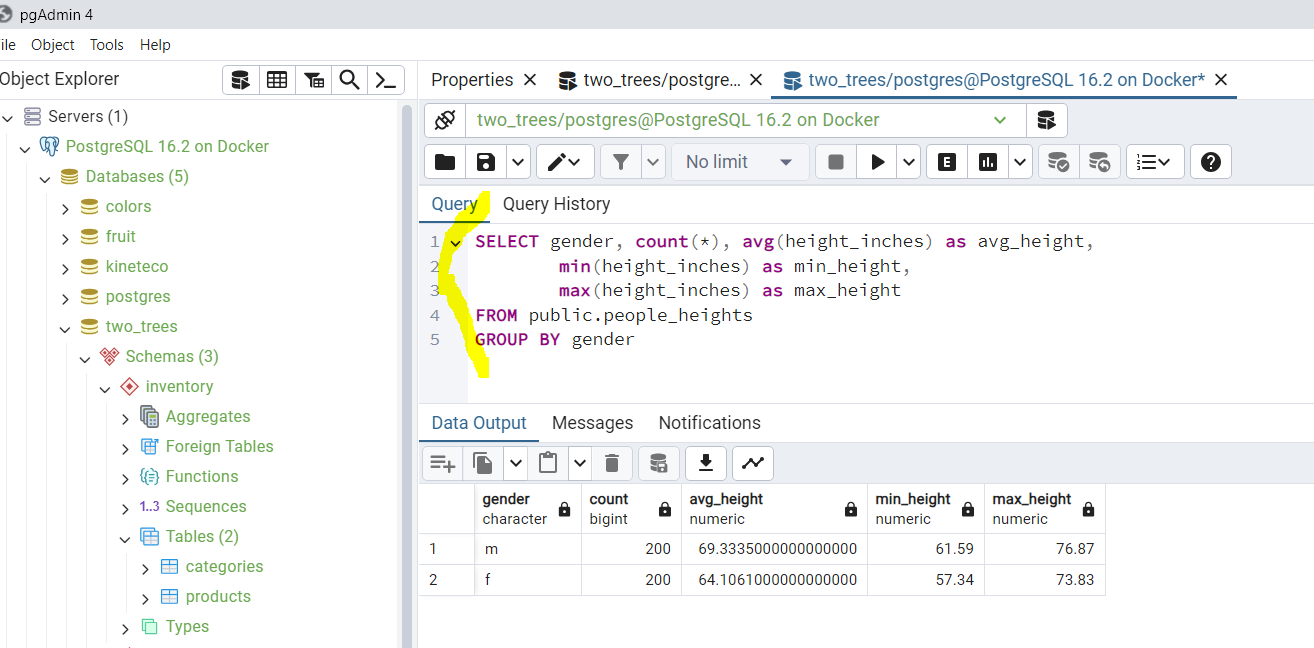 pgAdmin 4
ile Object Tools Help
Object Explorer
Properties two_trees/postgre... two_trees/postgres@PostgreSQL 16.2 on Docker*
Servers (1)
PostgreSQL 16.2 on Docker
Databases (5)
colors
fruit
kineteco
postgres
two_trees
Schemas (3)
inventory
Aggregates
Foreign Tables
Functions
1..3 Sequences
Tables (2)
categories
products
Types
two_trees/postgres@PostgreSQL 16.2 on Docker
No limit E
Query Query History
1 SELECT gender, count(*), avg(height_inches) as avg_height,
2 min(height_inches) as min_height,
3 max(height_inches) as max_height
4 FROM public.people_heights
5 GROUP BY gender
Data Output Messages Notifications
gender count avg_height min_height max_height
character bigint numeric numeric numeric
1 m 200 69.3335000000000000 61.59 76.87
2 f 200 64.1061000000000000 57.34 73.83